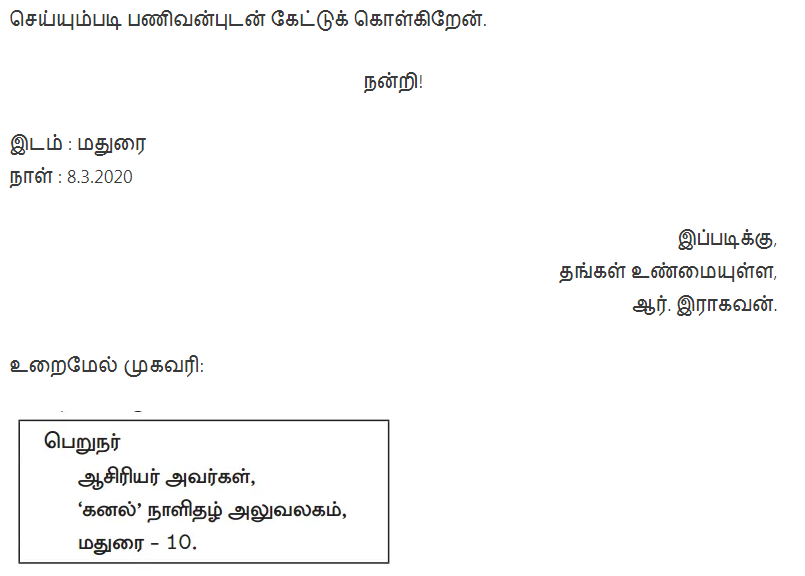 செய்யும்படி பணிவன்புடன் கேட்டுக் கொள்கிறேன்.
நன்றி!
இடம் : மதுரை
நாள் : 8.3.2020
இப்படிக்கு,
தங்கள் உண்மையுள்ள,
ஆர். இராகவன்.
உறைமேல் முகவரி:
பெறுநர்
ஆசிரியர் அவர்கள்,
‘கனல்’ நாளிதழ் அலுவலகம்,
மதுரை – 10.